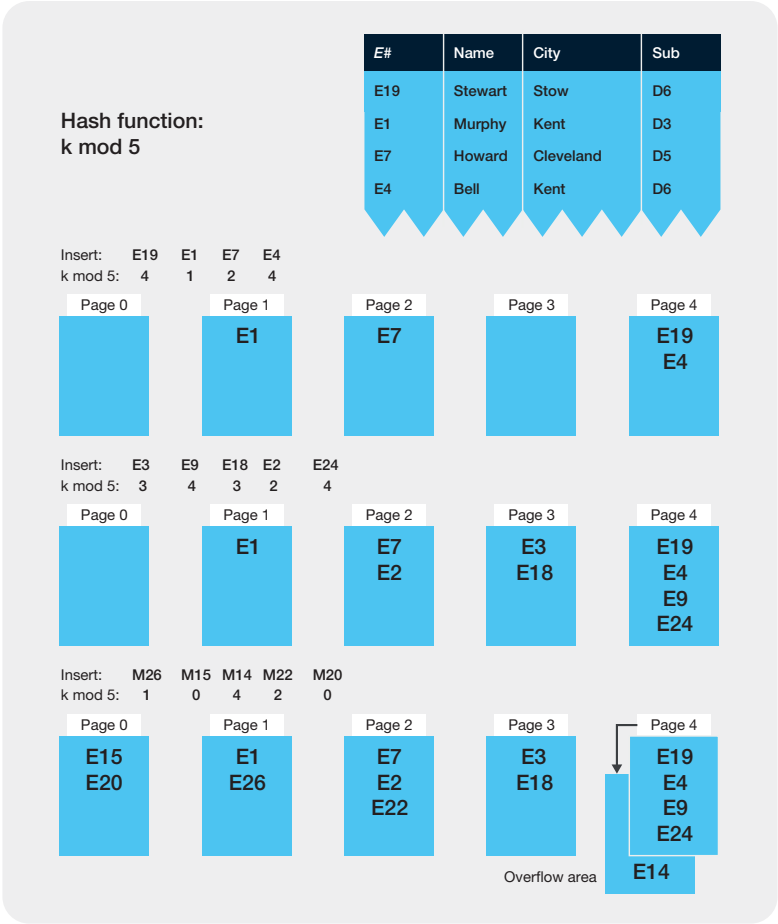 E# Name City Sub
E19 Stewart Stow D6
Hash function:
k mod 5
E1 Murphy Kent D3
E7 Howard Cleveland D5
E4 Bell Kent D6
Insert: E19 E1 E7 E4
k mod 5: 4 1 2 4
Page 0 Page 1 Page 2 Page 3 Page 4
E1 E7 E19
E4
Insert: E3 E9 E18 E2 E24
k mod 5: 3 4 3 2 4
Page 0 Page 1 Page 2 Page 3 Page 4
E1 E7 E3 E19
E2 E18 E4
E9
E24
Insert: M26 M15 M14 M22 M20
k mod 5: 1 0 4 2 0
Page 0 Page 1 Page 2 Page 3 Page 4
E15 E1 E7 E3 E19
E20 E26 E2 E18 E4
E22 E9
E24
Overflow area E14